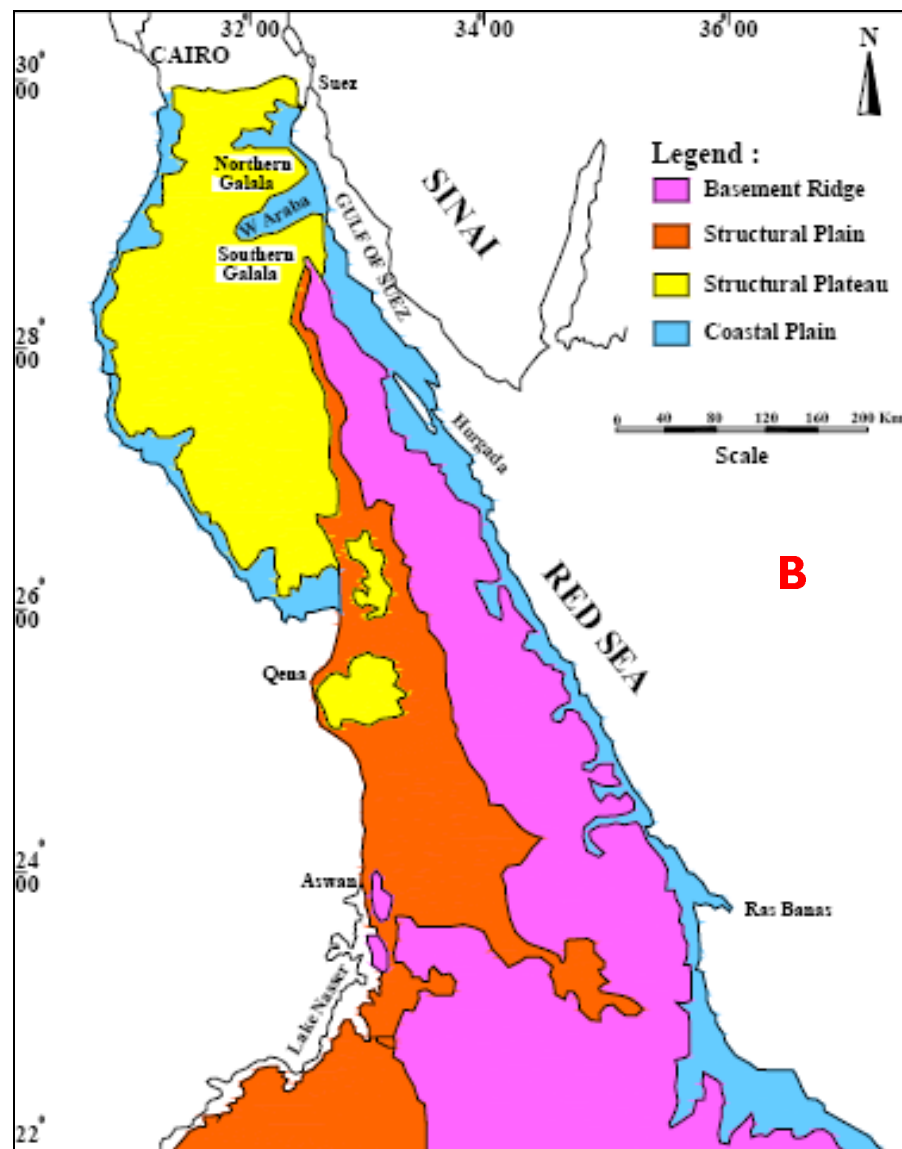 32°00 34°00 36°00
CAIRO
N
30°
00
Suez
Legend :
Northern
Galala
SINAI
Basement Ridge
W Araba
GULF OF SUEZ
Structural Plain
Southern
Galala
Structural Plateau
28°
00
Coastal Plain
0 40 80 120 160 200 Km
Scale
Hurgada
B
RED SEA
26°
00
Qena
24°
00
Aswan
Ras Banas
Lake Nasser
22°